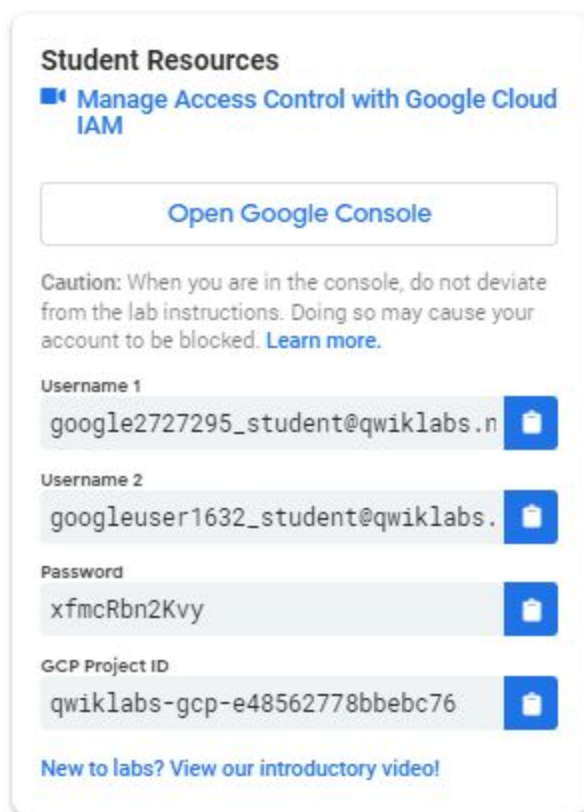 Student Resources
Manage Access Control with Google Cloud
IAM
Open Google Console
Caution: When you are in the console, do not deviate
from the lab instructions. Doing so may cause your
account to be blocked. Learn more.
Username 1
google2727295_student@qwiklabs.n
Username 2
googleuser1632_student@qwiklabs.
Password
xfmcRbn2Kvy
GCP Project ID
qwiklabs-gcp-e48562778bbebc76
New to labs? View our introductory video!